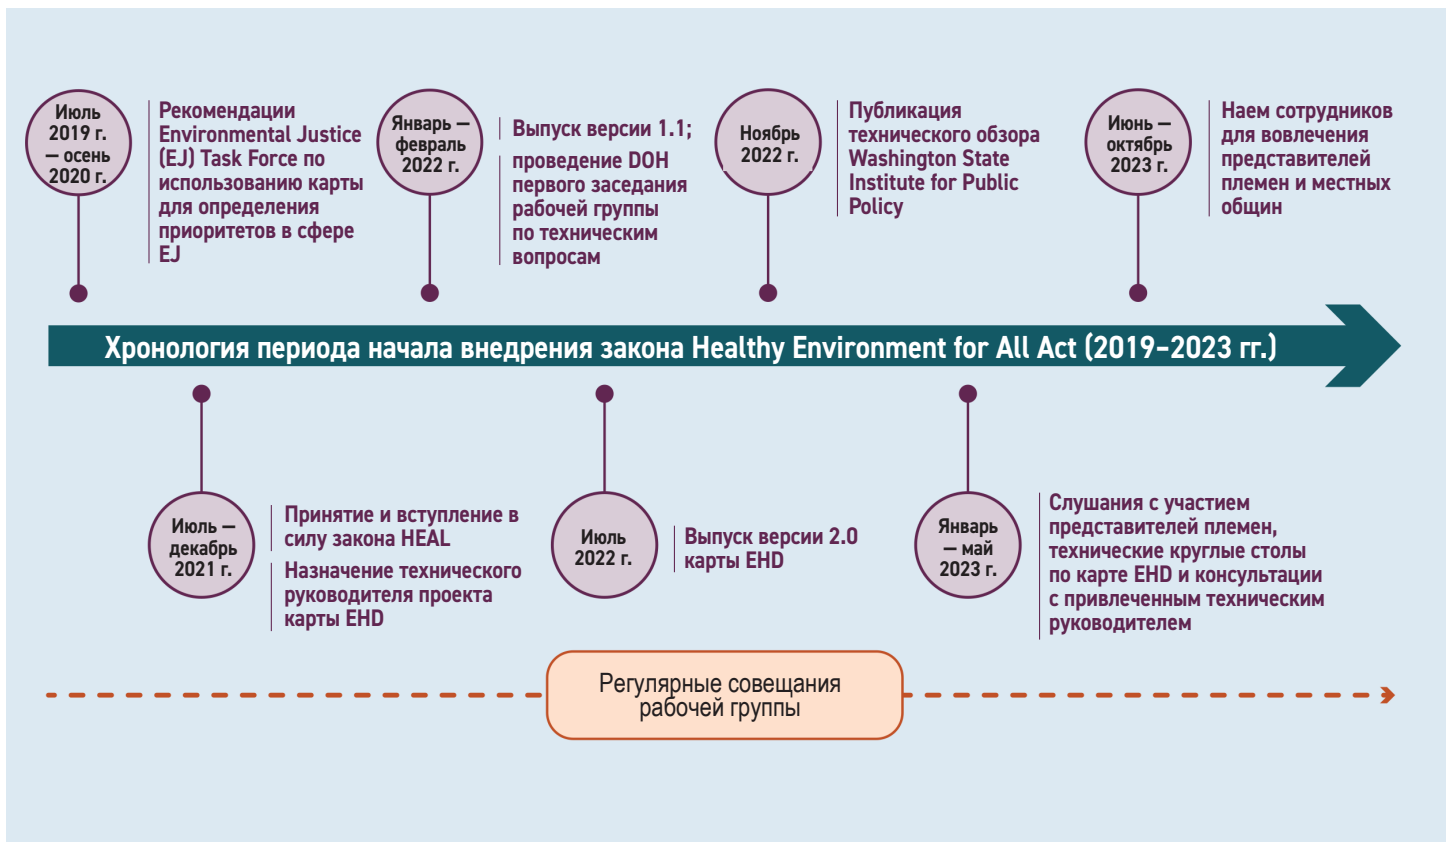 Июль
2019 г.
— осень
2020 г.
Рекомендации
Environmental Justice
(EJ) Task Force по
использованию карты
для определения
приоритетов в сфере
EJ
Январь —
февраль
2022 г.
Выпуск версии 1.1;
проведение DOH
первого заседания
рабочей группы
по техническим
вопросам
Ноябрь
2022 г.
Публикация
технического обзора
Washington State
Institute for Public
Policy
Июнь —
октябрь
2023 г.
Наем сотрудников
для вовлечения
представителей
племен и местных
общин
Хронология периода начала внедрения закона Healthy Environment for All Act (2019–2023 гг.)
Июль —
декабрь
2021 г.
Принятие и вступление в
силу закона HEAL
Назначение технического
руководителя проекта
карты EHD
Июль
2022 г.
Выпуск версии 2.0
карты EHD
Январь
— май
2023 г.
Слушания с участием
представителей племен,
технические круглые столы
по карте EHD и консультации
с привлеченным техническим
руководителем
Регулярные совещания
рабочей группы